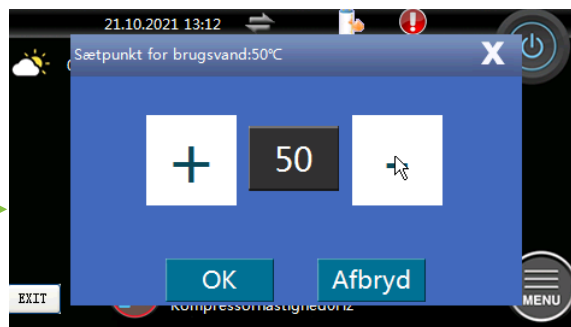 21.10.2021 13:12
Sætpunkt for brugsvand:50℃
X
+
50
-
OK
Afbryd
EXIT
MENU